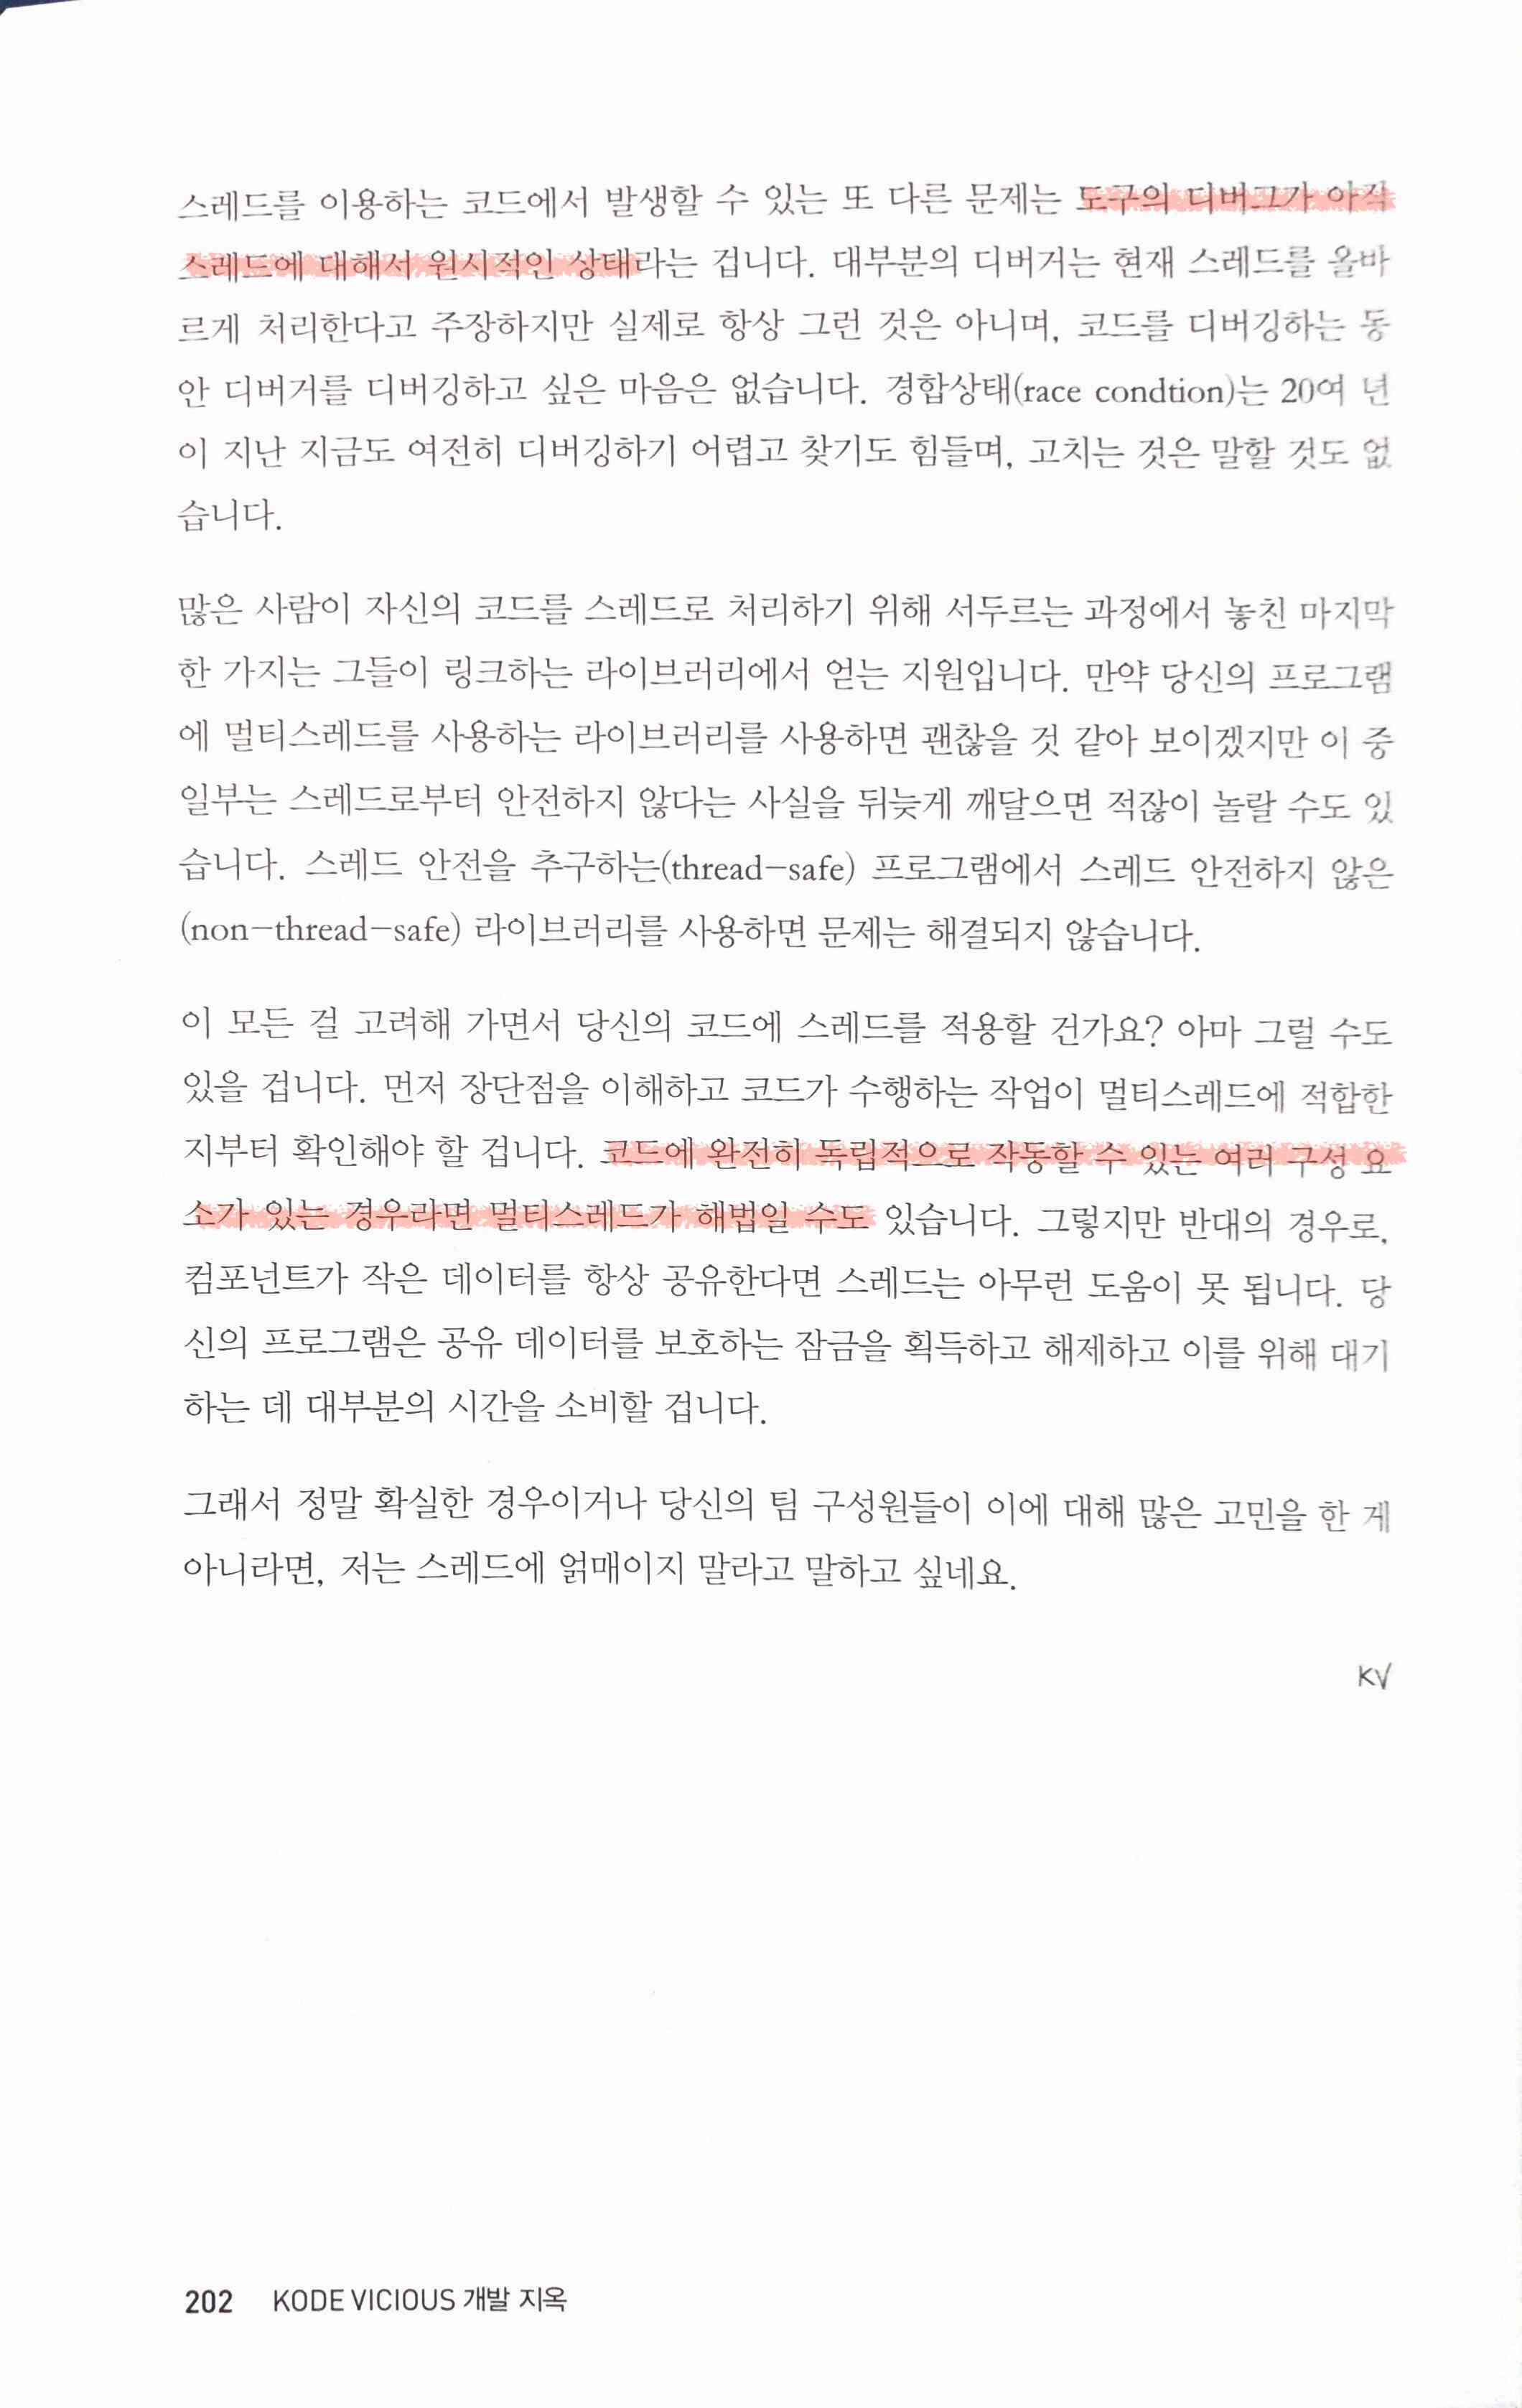 스레드를 이용하는 코드에서 발생할 수 있는 또 다른 문제는 도구의 디버그가 아직
스레드에 대해서 원시적인 상태라는 겁니다. 대부분의 디버거는 현재 스레드를 올바
르게 처리한다고 주장하지만 실제로 항상 그런 것은 아니며, 코드를 디버깅하는 동
안 디버거를 디버깅하고 싶은 마음은 없습니다. 경합상태(race condtion)는 20여 년
이 지난 지금도 여전히 디버깅하기 어렵고 찾기도 힘들며, 고치는 것은 말할 것도 없
습니다.
많은 사람이 자신의 코드를 스레드로 처리하기 위해 서두르는 과정에서 놓친 마지막
한 가지는 그들이 링크하는 라이브러리에서 얻는 지원입니다. 만약 당신의 프로그램
에 멀티스레드를 사용하는 라이브러리를 사용하면 괜찮을 것 같아 보이겠지만 이 중
일부는 스레드로부터 안전하지 않다는 사실을 뒤늦게 깨달으면 적잖이 놀랄 수도 있
습니다. 스레드 안전을 추구하는(thread-safe) 프로그램에서 스레드 안전하지 않은
(non-thread-safe) 라이브러리를 사용하면 문제는 해결되지 않습니다.
이 모든 걸 고려해 가면서 당신의 코드에 스레드를 적용할 건가요? 아마 그럴 수도
있을 겁니다. 먼저 장단점을 이해하고 코드가 수행하는 작업이 멀티스레드에 적합한
지부터 확인해야 할 겁니다. 코드에 완전히 독립적으로 작동할 수 있는 여러 구성 요
소가 있는 경우라면 멀티스레드가 해법일 수도 있습니다. 그렇지만 반대의 경우로,
컴포넌트가 작은 데이터를 항상 공유한다면 스레드는 아무런 도움이 못 됩니다. 당
신의 프로그램은 공유 데이터를 보호하는 잠금을 획득하고 해제하고 이를 위해 대기
하는 데 대부분의 시간을 소비할 겁니다.
그래서 정말 확실한 경우이거나 당신의 팀 구성원들이 이에 대해 많은 고민을 한 게
아니라면, 저는 스레드에 얽매이지 말라고 말하고 싶네요.
KV
202 KODE VICIOUS 개발 지옥